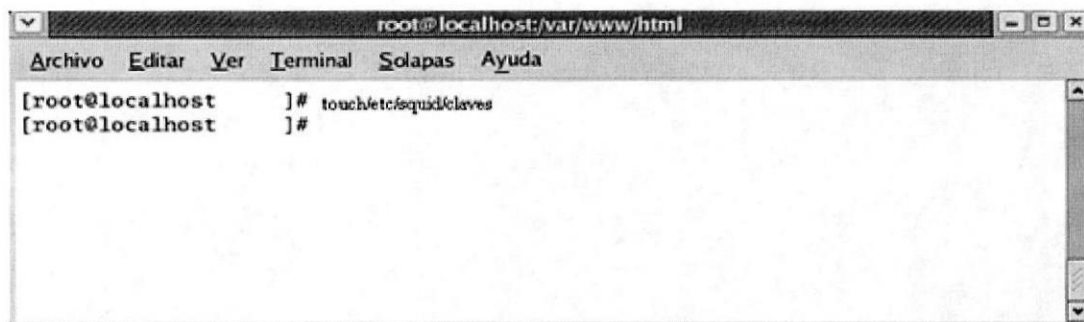 root@localhost:/var/www/html
Archivo Editar Ver Terminal Solapas Ayuda
[root@localhost ]# touch/etc/squid/claves
[root@localhost ]#